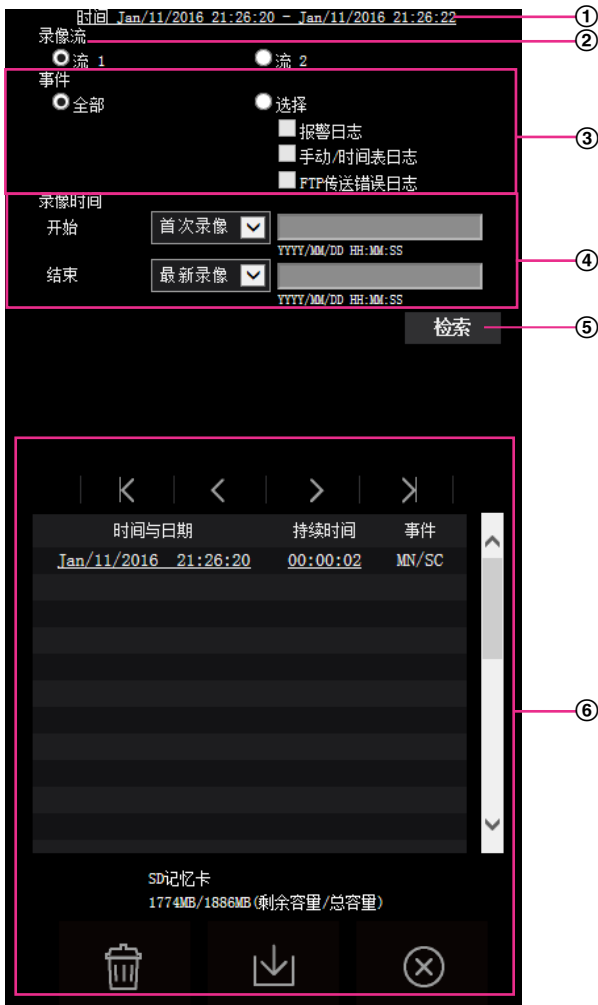 时间 Jan/11/2016 21:26:20 - Jan/11/2016 21:26:22 ①
录像流 ②
流 1 流 2
事件
全部 选择
报警日志
③
手动/时间表日志
FTP传送错误日志
录像时间
开始 首次录像
YYYY/MM/DD HH:MM:SS
④
结束 最新录像
YYYY/MM/DD HH:MM:SS
检索 ⑤
时间与日期 持续时间 事件
Jan/11/2016 21:26:20 00:00:02 MN/SC
⑥
SD记忆卡
1774MB/1886MB(剩余容量/总容量)